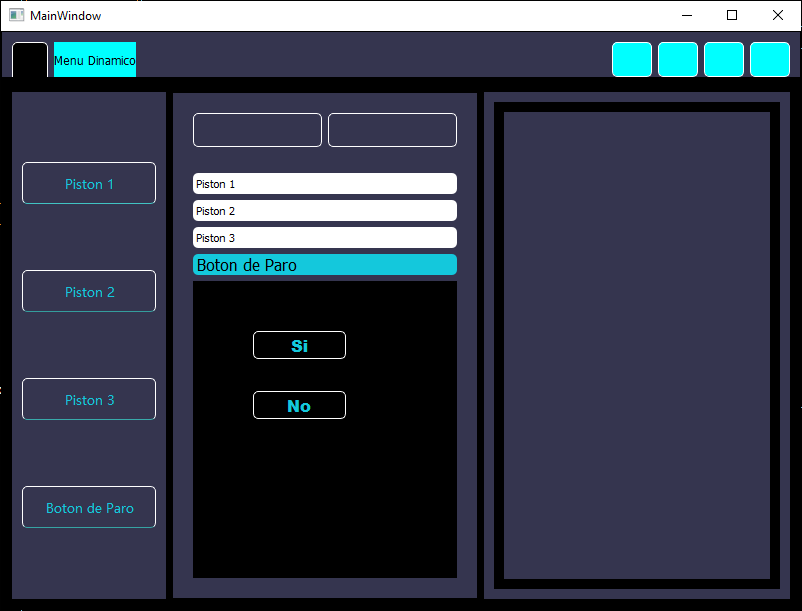 MainWindow
Menu Dinamico
Piston 1
Piston 2
Piston 3
Boton de Paro
Piston 1
Piston 2
Piston 3
Boton de Paro
Si
No